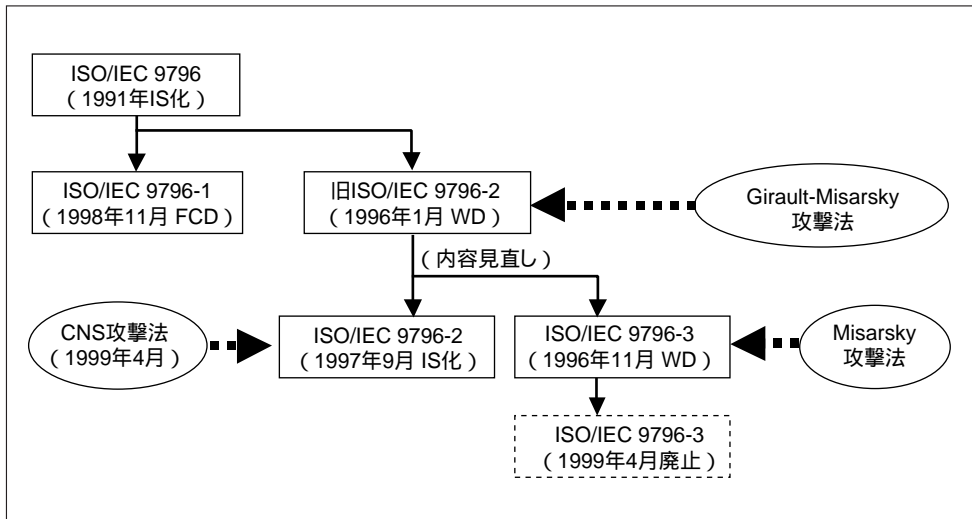 ISO/IEC 9796
（1991年IS化）
ISO/IEC 9796-1
（1998年11月 FCD）
旧ISO/IEC 9796-2
（1996年1月 WD）
Girault-Misarsky
攻撃法
（内容見直し）
CNS攻撃法
（1999年4月）
ISO/IEC 9796-2
（1997年9月 IS化）
ISO/IEC 9796-3
（1996年11月 WD）
Misarsky
攻撃法
ISO/IEC 9796-3
（1999年4月廃止）